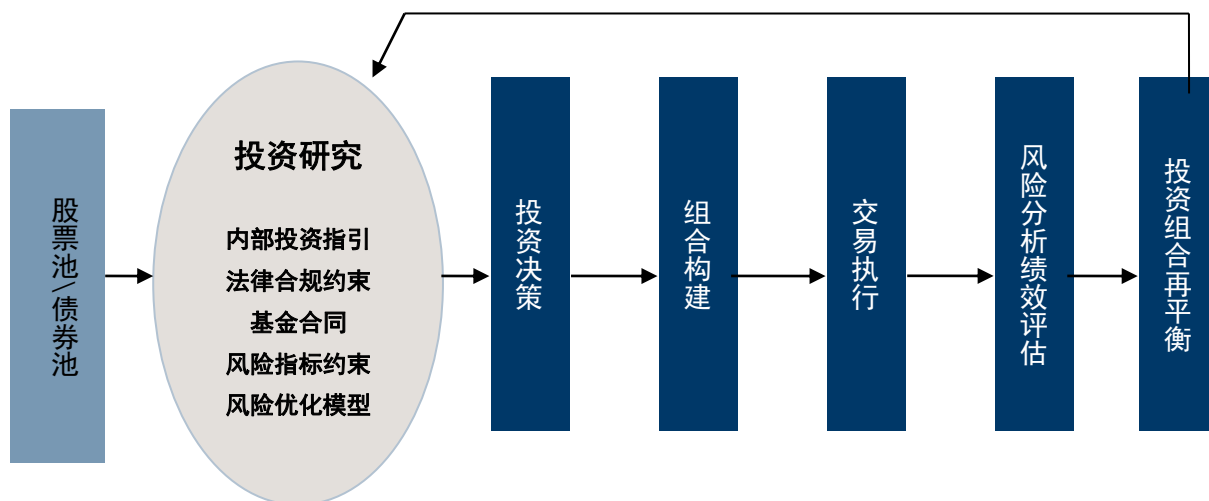 股票池\债券池
投资研究
内部投资指引
法律合规约束
基金合同
风险指标约束
风险优化模型
投资决策
组合构建
交易执行
风险分析绩效评估
投资组合再平衡